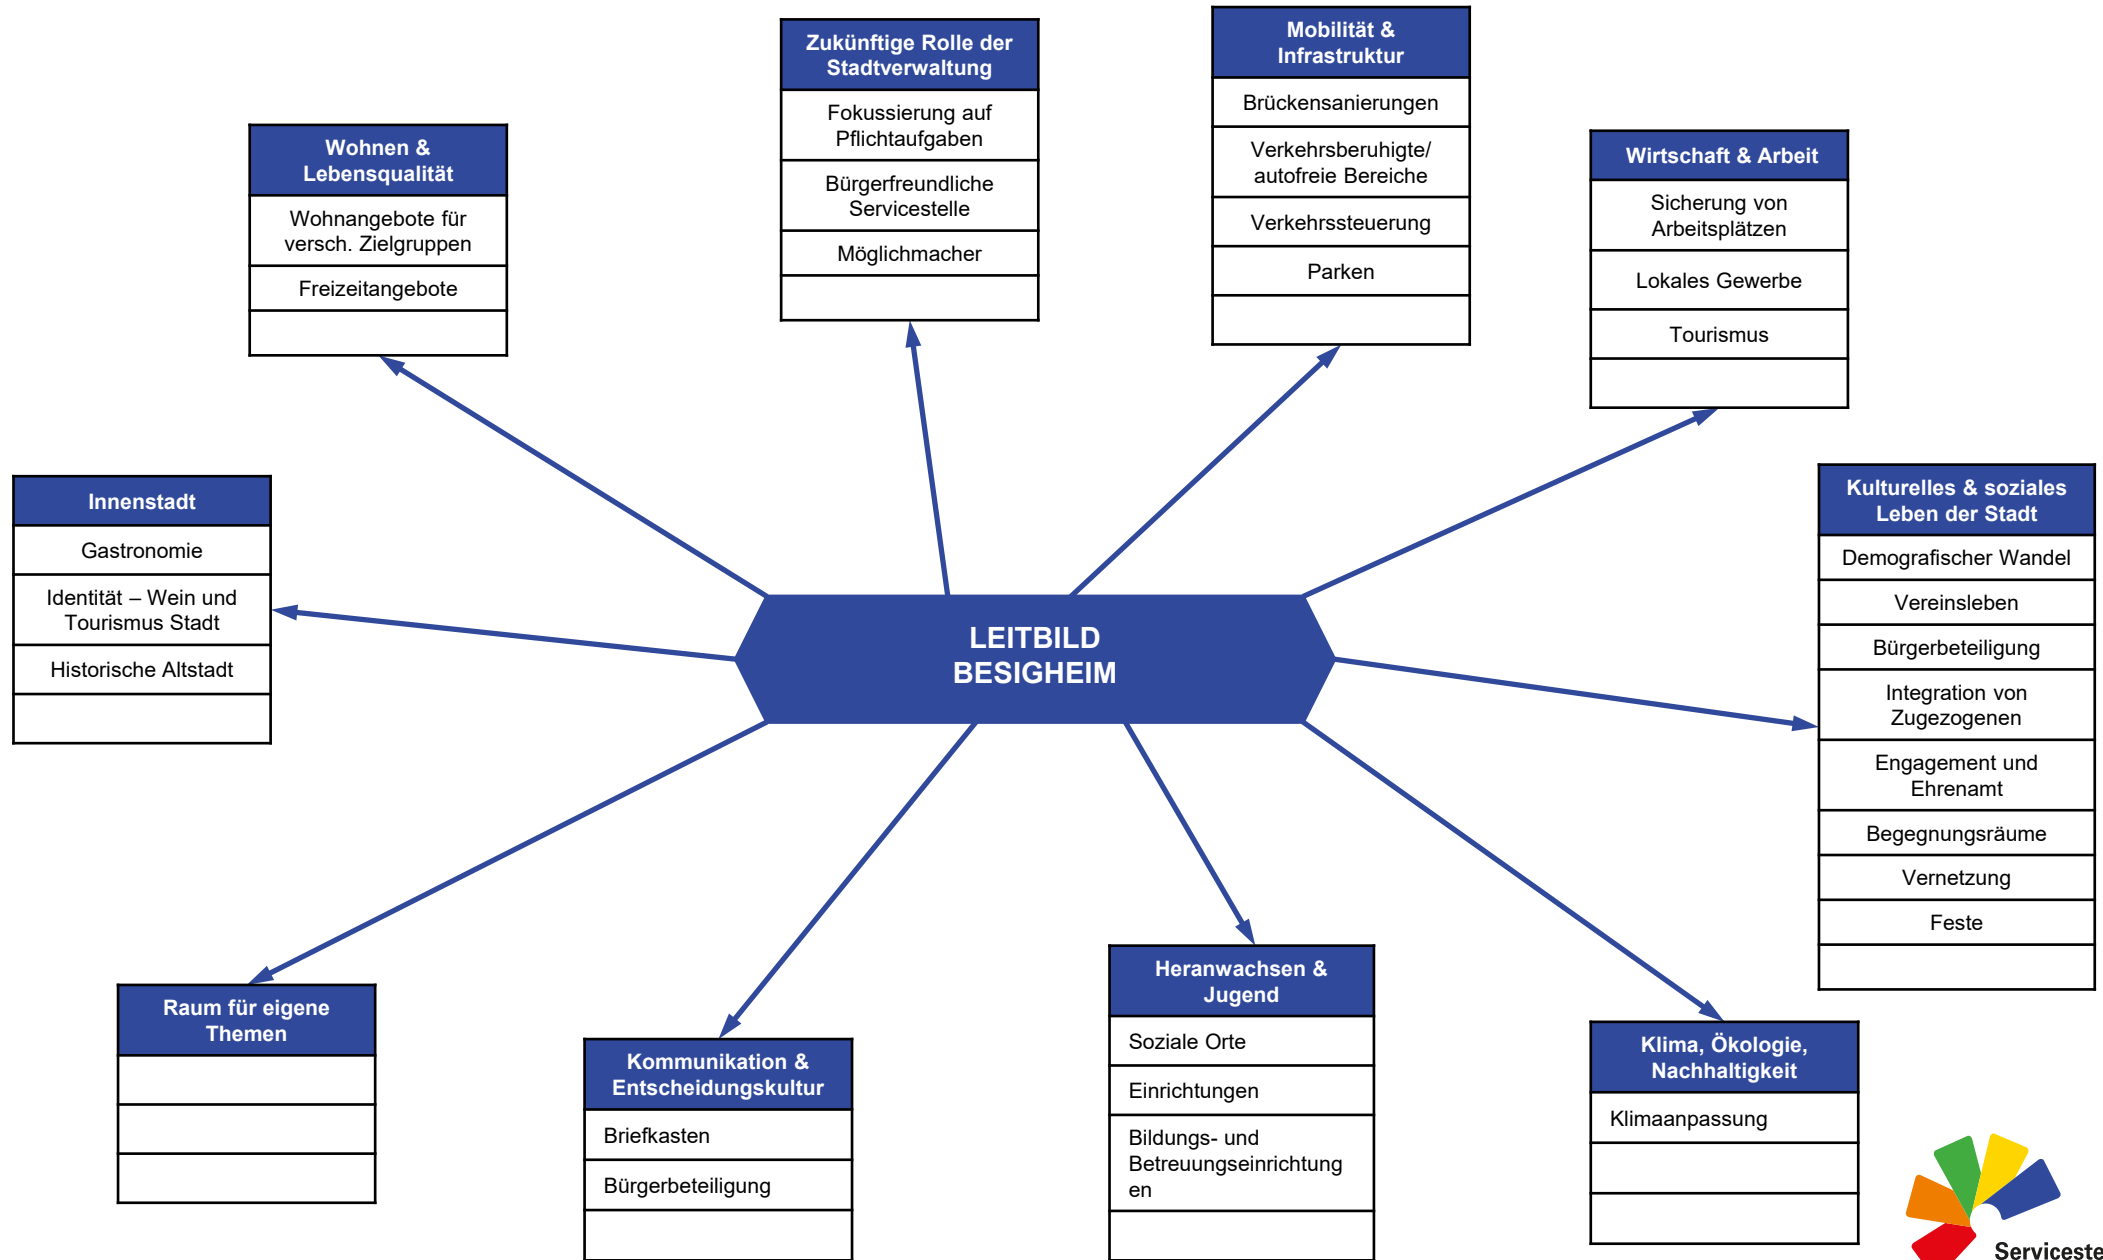 Zukünftige Rolle der
Stadtverwaltung
Fokussierung auf
Pflichtaufgaben
Bürgerfreundliche
Servicestelle
Möglichmacher
Mobilität &
Infrastruktur
Brückensanierungen
Verkehrsberuhigte/
autofreie Bereiche
Verkehrssteuerung
Parken
Wohnen &
Lebensqualität
Wohnangebote für
versch. Zielgruppen
Freizeitangebote
Wirtschaft & Arbeit
Sicherung von
Arbeitsplätzen
Lokales Gewerbe
Tourismus
Innenstadt
Gastronomie
Identität – Wein und
Tourismus Stadt
Historische Altstadt
LEITBILD
BESIGHEIM
Kulturelles & soziales
Leben der Stadt
Demografischer Wandel
Vereinsleben
Bürgerbeteiligung
Integration von
Zugezogenen
Engagement und
Ehrenamt
Begegnungsräume
Vernetzung
Feste
Raum für eigene
Themen
Kommunikation &
Entscheidungskultur
Briefkasten
Bürgerbeteiligung
Heranwachsen &
Jugend
Soziale Orte
Einrichtungen
Bildungs- und
Betreuungseinrichtung
en
Klima, Ökologie,
Nachhaltigkeit
Klimaanpassung
Serviceste